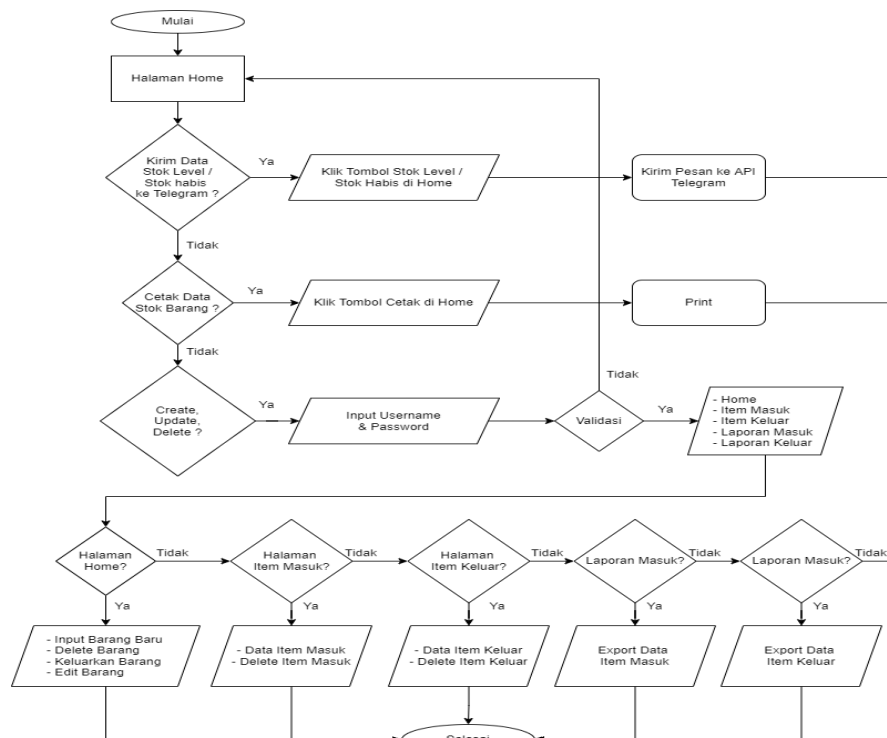 Mulai
Halaman Home
Kirim Data
Stok Level /
Stok habis
ke Telegram ?
Ya
Klik Tombol Stok Level /
Stok Habis di Home
Kirim Pesan ke API
Telegram
Tidak
Cetak Data
Stok Barang ?
Ya
Klik Tombol Cetak di Home
Print
Tidak
Create,
Update,
Delete ?
Ya
Input Username
& Password
Tidak
Validasi
Ya
- Home
- Item Masuk
- Item Keluar
- Laporan Masuk
- Laporan Keluar
Halaman
Home?
Tidak
Halaman
Item Masuk?
Tidak
Halaman
Item Keluar?
Tidak
Laporan Masuk?
Tidak
Laporan Masuk?
Tidak
Ya
Ya
Ya
Ya
Ya
- Input Barang Baru
- Delete Barang
- Keluarkan Barang
- Edit Barang
- Data Item Masuk
- Delete Item Masuk
- Data Item Keluar
- Delete Item Keluar
Export Data
Item Masuk
Export Data
Item Keluar
Selesai